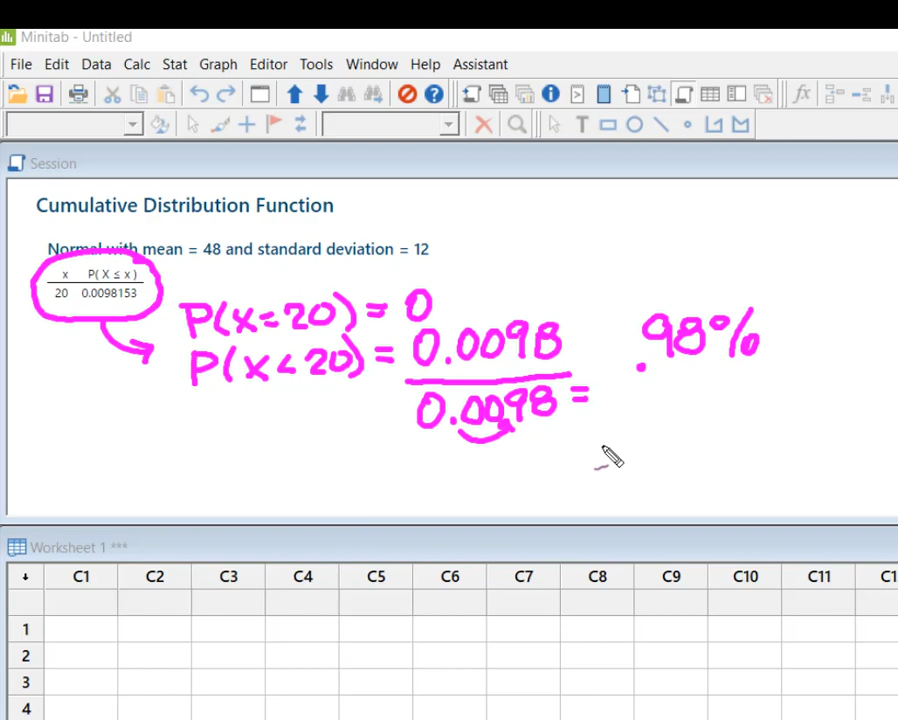 Minitab - Untitled
File Edit Data Calc Stat Graph Editor Tools Window Help Assistant
fx
T
Session
Cumulative Distribution Function
Normal with mean = 48 and standard deviation = 12
x P( X ≤ x )
20 0.0098153
P(X=20) = 0
P(X<20) = 0.0098
0.0098 = .98%
Worksheet 1 ***
C1 C2 C3 C4 C5 C6 C7 C8 C9 C10 C11
1
2
3
4